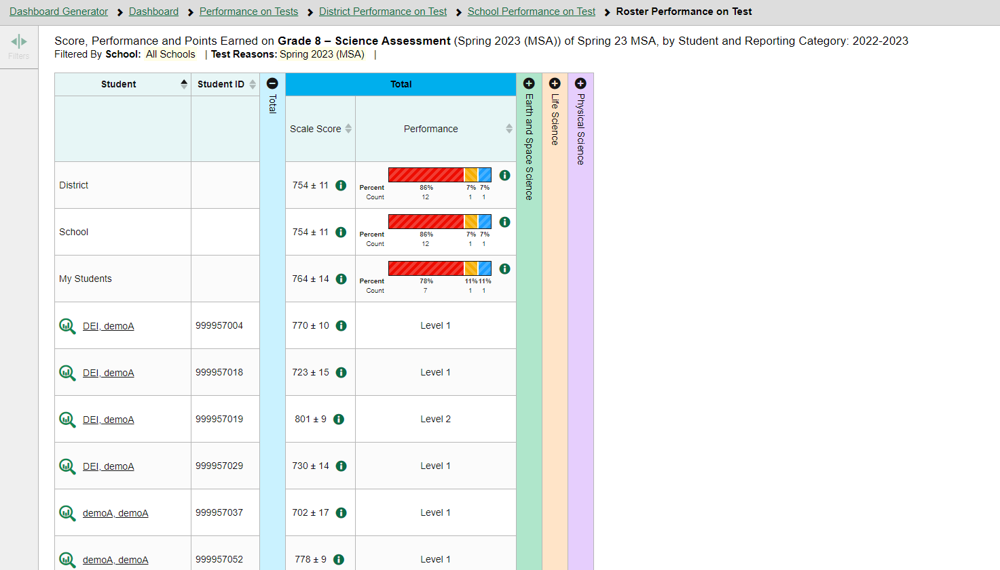 Dashboard Generator > Dashboard > Performance on Tests > District Performance on Test > School Performance on Test > Roster Performance on Test
Filters
Score, Performance and Points Earned on Grade 8 – Science Assessment (Spring 2023 (MSA)) of Spring 23 MSA, by Student and Reporting Category: 2022-2023
Filtered By School: All Schools | Test Reasons: Spring 2023 (MSA) |
Student Student ID Total Total Earth and Space Science Life Science Physical Science
Scale Score Performance
District 754 ± 11
Percent 86% 7% 7%
Count 12 1 1
School 754 ± 11
Percent 86% 7% 7%
Count 12 1 1
My Students 764 ± 14
Percent 78% 11% 11%
Count 7 1 1
DEI, demoA 999957004 770 ± 10 Level 1
DEI, demoA 999957018 723 ± 15 Level 1
DEI, demoA 999957019 801 ± 9 Level 2
DEI, demoA 999957029 730 ± 14 Level 1
demoA, demoA 999957037 702 ± 17 Level 1
demoA, demoA 999957052 778 ± 9 Level 1